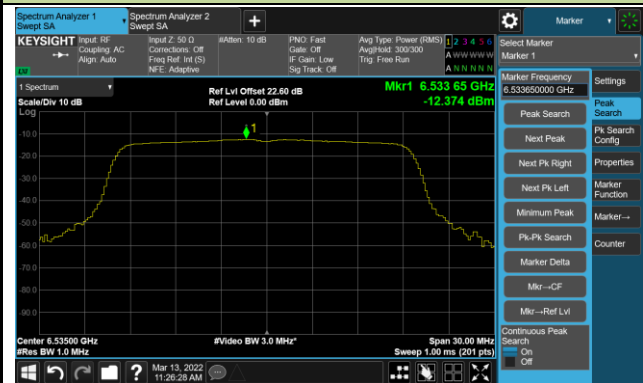 Spectrum Analyzer 1
Swept SA
Spectrum Analyzer 2
Swept SA
+
Marker
KEYSIGHT
Input: RF
Coupling: AC
Align: Auto
Input Z: 50 Ω
Corrections: Off
Freq Ref: Int (S)
NFE: Adaptive
#Atten: 10 dB
PNO: Fast
Gate: Off
IF Gain: Low
Sig Track: Off
Avg Type: Power (RMS)
Avg|Hold: 300/300
Trig: Free Run
1 2 3 4 5 6
A W W W W W
A N N N N N
LXI
Select Marker
Marker 1
1 Spectrum
Scale/Div 10 dB
Log
Ref Lvl Offset 22.60 dB
Ref Level 0.00 dBm
Mkr1 6.533 65 GHz
-12.374 dBm
Marker Frequency
6.533650000 GHz
Settings
Peak Search
Peak
Search
Next Peak
Pk Search
Config
Next Pk Right
Properties
Next Pk Left
Marker
Function
Minimum Peak
Marker→
Pk-Pk Search
Counter
Marker Delta
Mkr→CF
Mkr→Ref Lvl
Continuous Peak
Search
On
Off
1
-10.0
-20.0
-30.0
-40.0
-50.0
-60.0
-70.0
-80.0
-90.0
Center 6.53500 GHz
#Res BW 1.0 MHz
#Video BW 3.0 MHz*
Span 30.00 MHz
Sweep 1.00 ms (201 pts)
?
Mar 13, 2022
11:26:28 AM